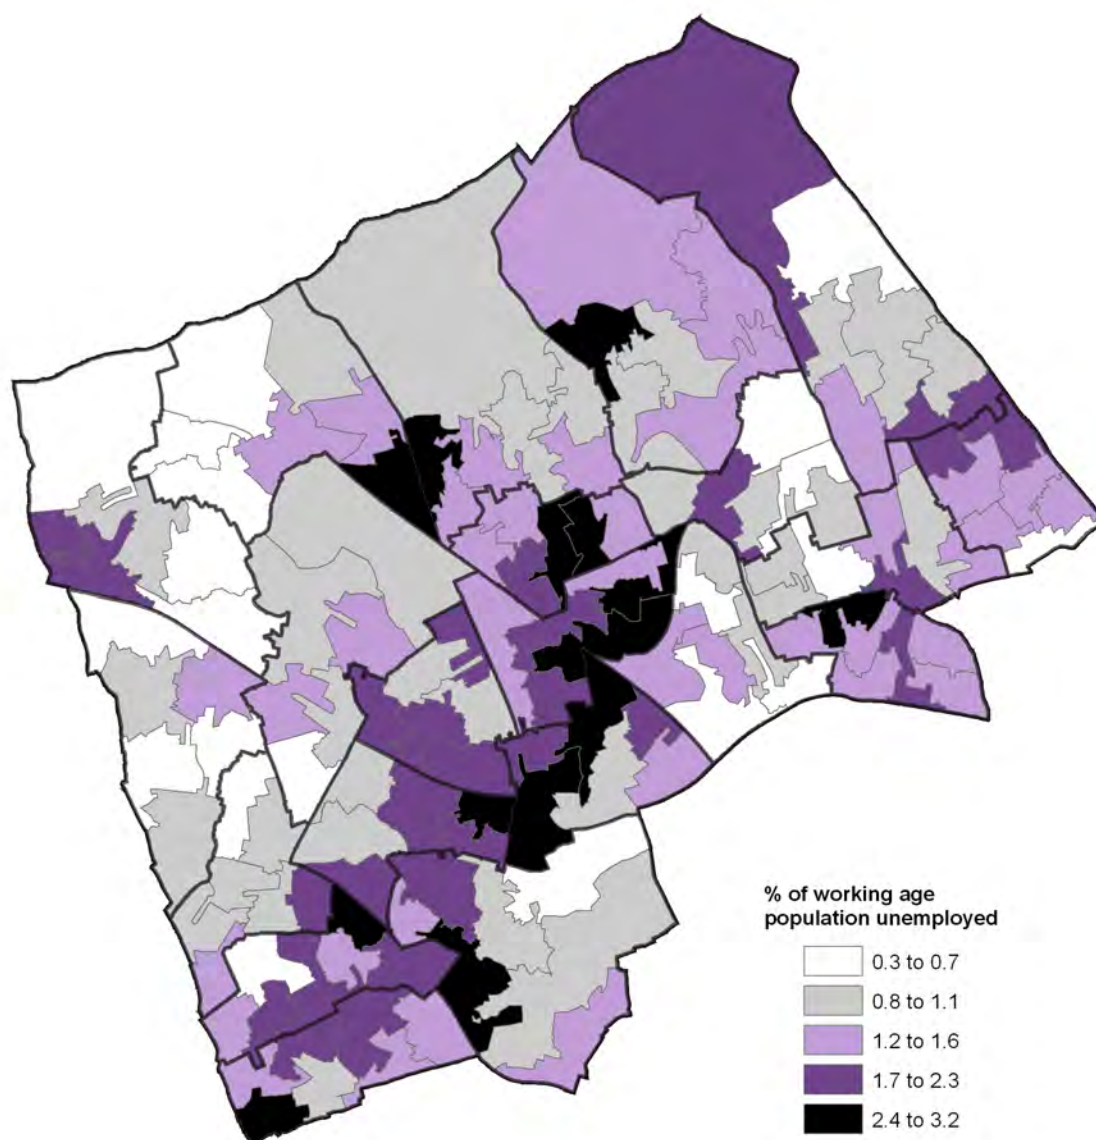 % of working age
population unemployed
0.3 to 0.7
0.8 to 1.1
1.2 to 1.6
1.7 to 2.3
2.4 to 3.2